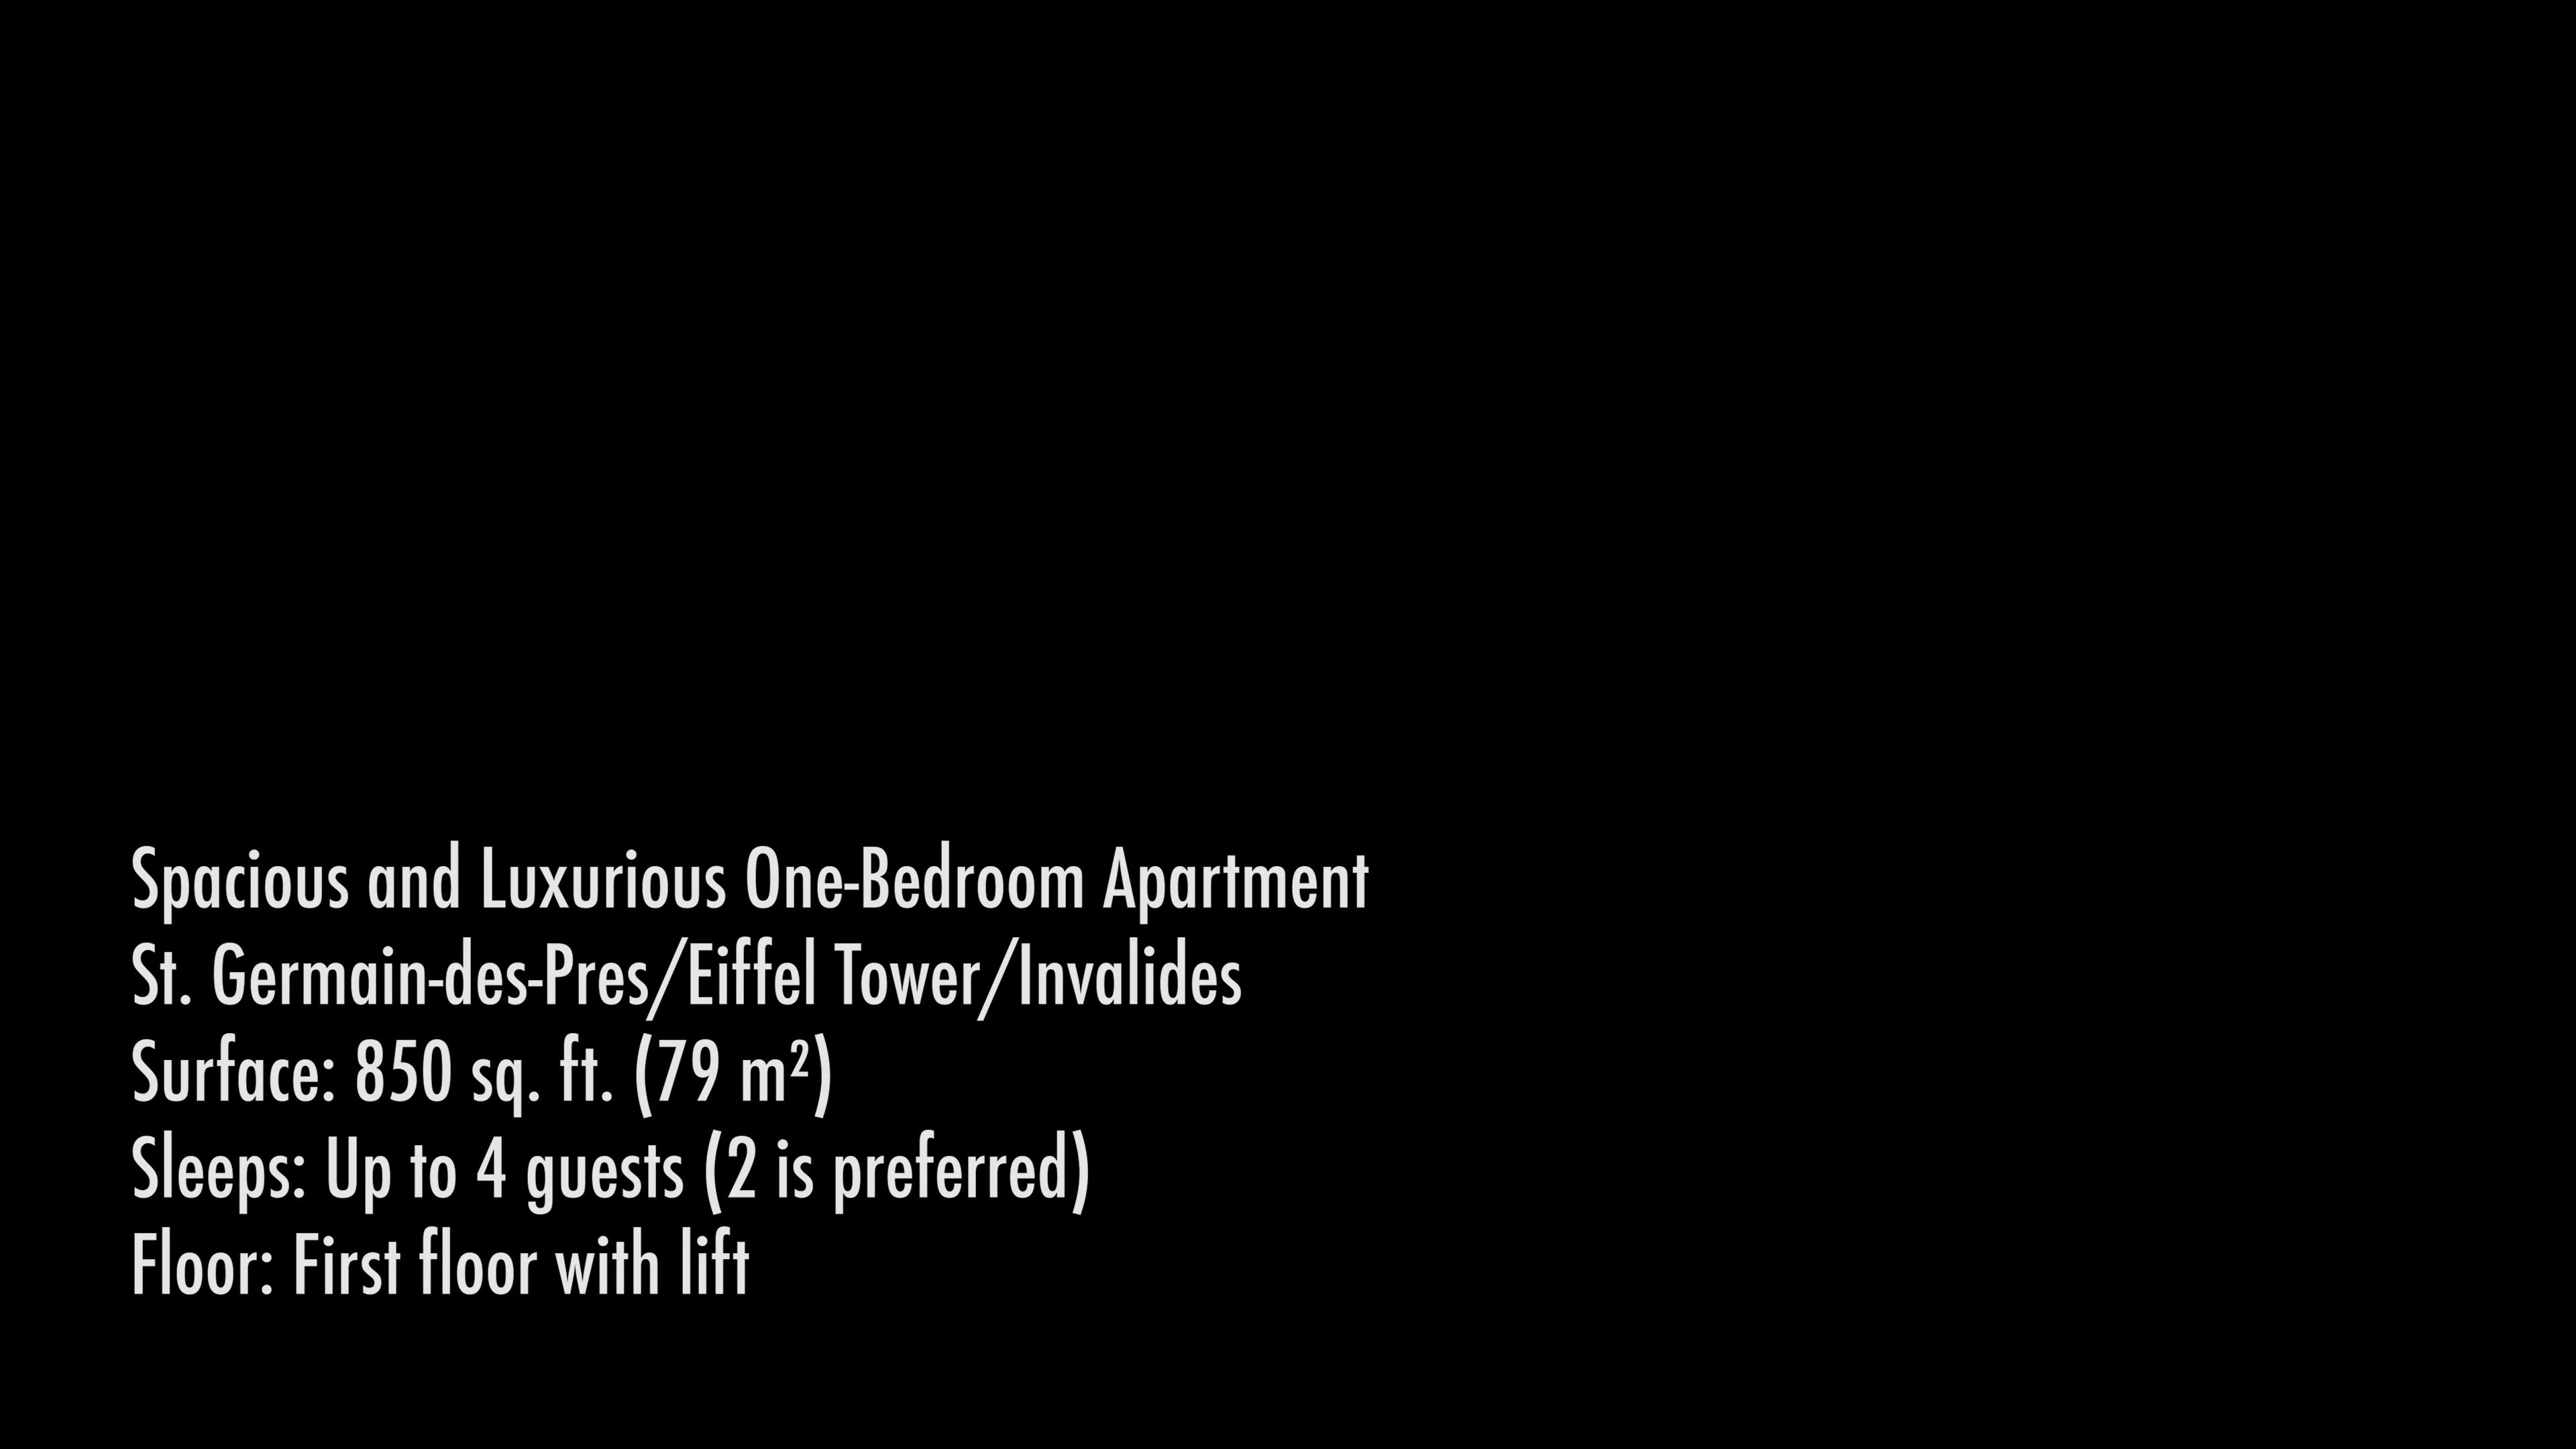 Spacious and Luxurious One-Bedroom Apartment
St. Germain-des-Pres/Eiffel Tower/Invalides
Surface: 850 sq. ft. (79 m²)
Sleeps: Up to 4 guests (2 is preferred)
Floor: First floor with lift